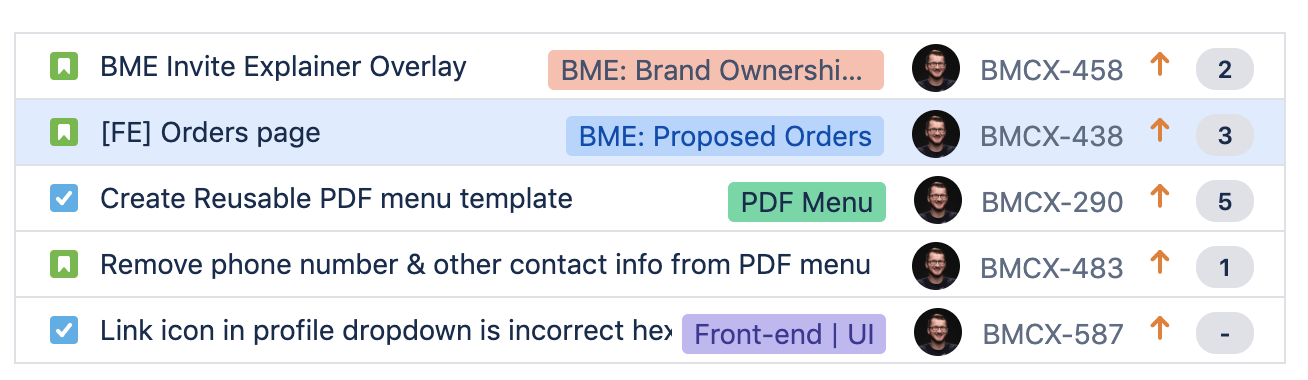 BME Invite Explainer Overlay BME: Brand Ownershi... BMCX-458 2
[FE] Orders page BME: Proposed Orders BMCX-438 3
Create Reusable PDF menu template PDF Menu BMCX-290 5
Remove phone number & other contact info from PDF menu BMCX-483 1
Link icon in profile dropdown is incorrect hex Front-end | UI BMCX-587 -